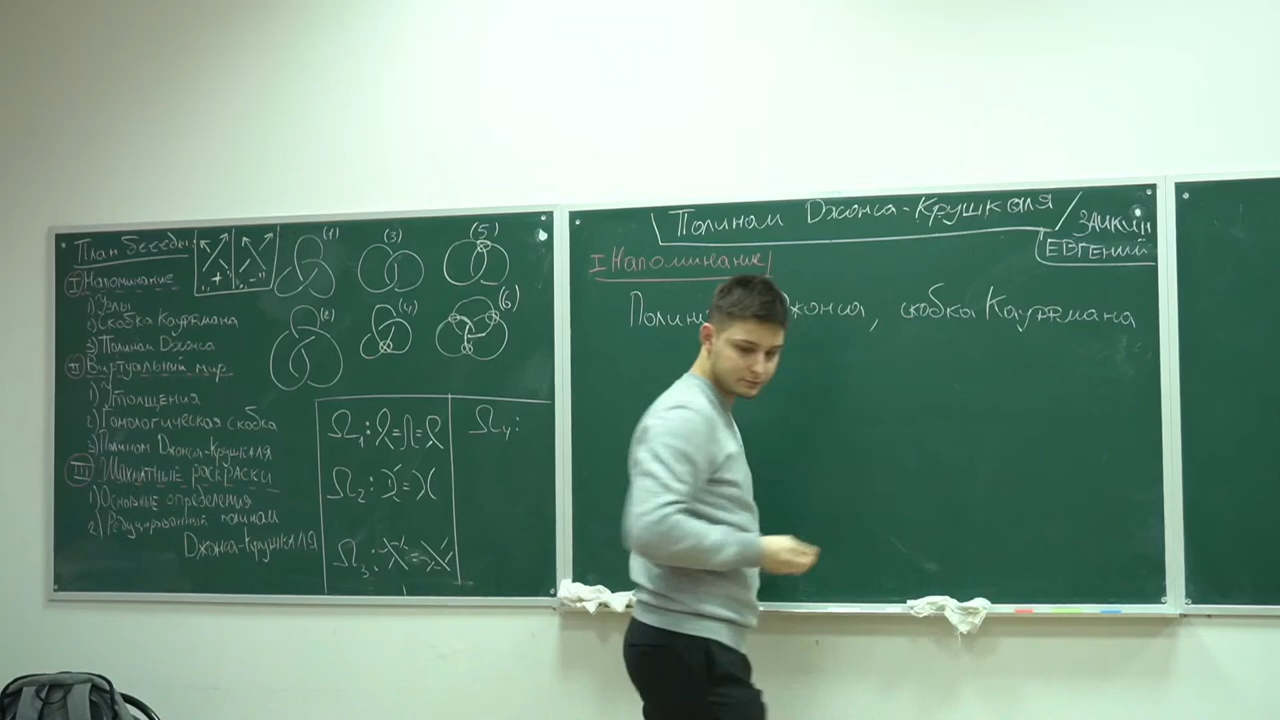 План беседы
I Напоминание
1) Узлы
2) Скобка Кауфмана
3) Полином Джонса
II Виртуальный мир
1) Утолщения
2) Гомологическая скобка
3) Полином Джонса-Крушкаля
III Шахматные раскраски
1) Основные определения
2) Редуцированный полином
Джонса-Крушкаля
"+" "-"
(1) (3) (5)
(2) (4) (6)
Ω₁: = =
Ω₂: =
Ω₃: =
Ω₄:
Полином Джонса-Крушкаля / ЗАИКИН
ЕВГЕНИЙ
I Напоминание
Джонса, скобка Кауфмана